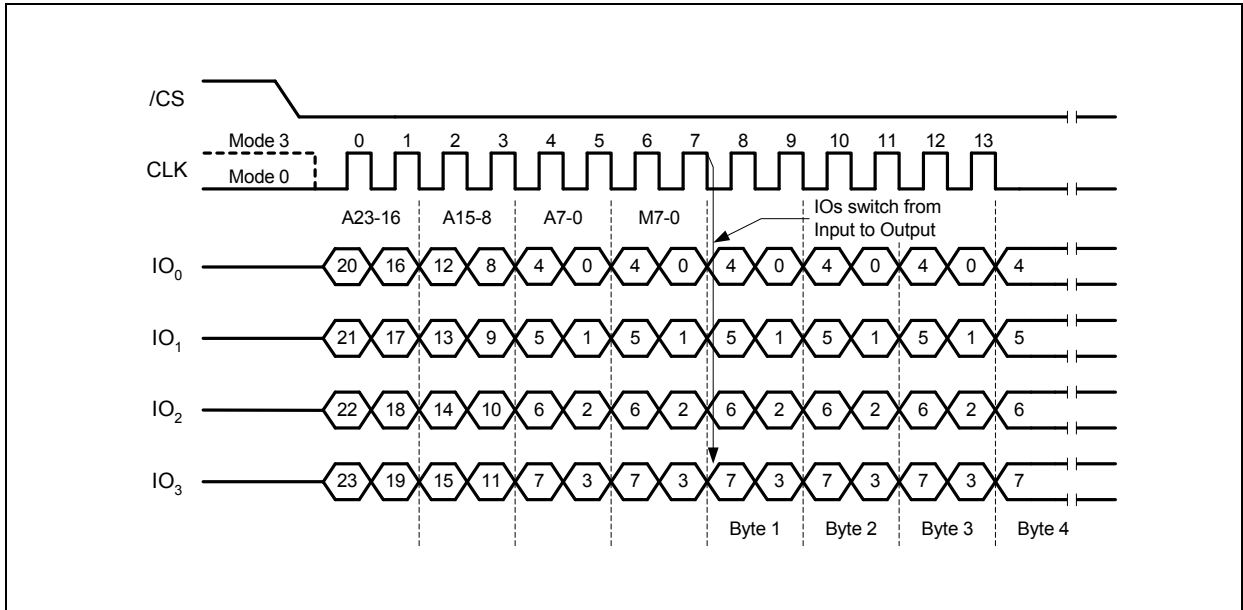 /CS
Mode 3 0 1 2 3 4 5 6 7 8 9 10 11 12 13
CLK
Mode 0
A23-16 A15-8 A7-0 M7-0 IOs switch from
Input to Output
IO0 20 16 12 8 4 0 4 0 4 0 4 0 4 0 4
IO1 21 17 13 9 5 1 5 1 5 1 5 1 5 1 5
IO2 22 18 14 10 6 2 6 2 6 2 6 2 6 2 6
IO3 23 19 15 11 7 3 7 3 7 3 7 3 7 3 7
Byte 1 Byte 2 Byte 3 Byte 4